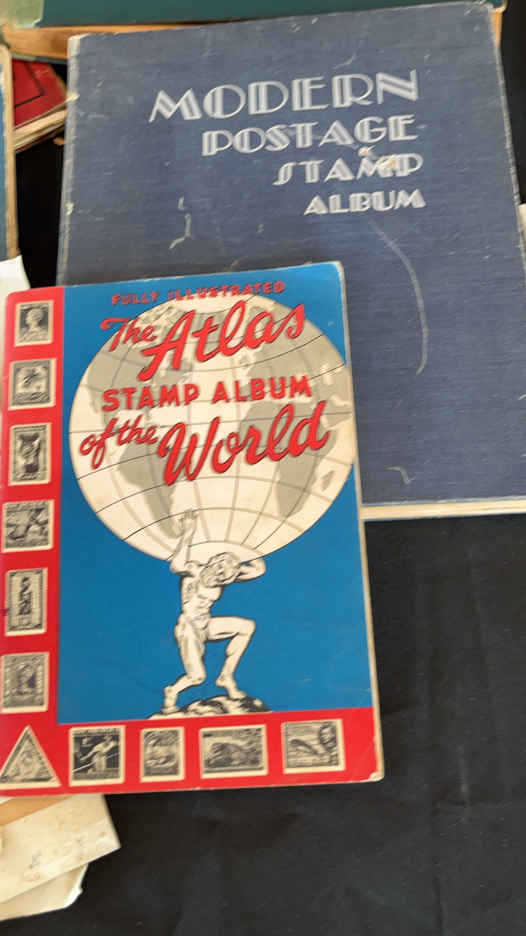 MODERN
POSTAGE
STAMP
ALBUM
FULLY ILLUSTRATED
The Atlas
STAMP ALBUM
of the World